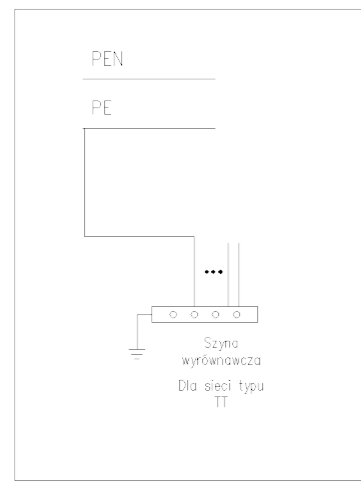 PEN
PE
Szyna
wyrównawcza
Dla sieci typu
TT